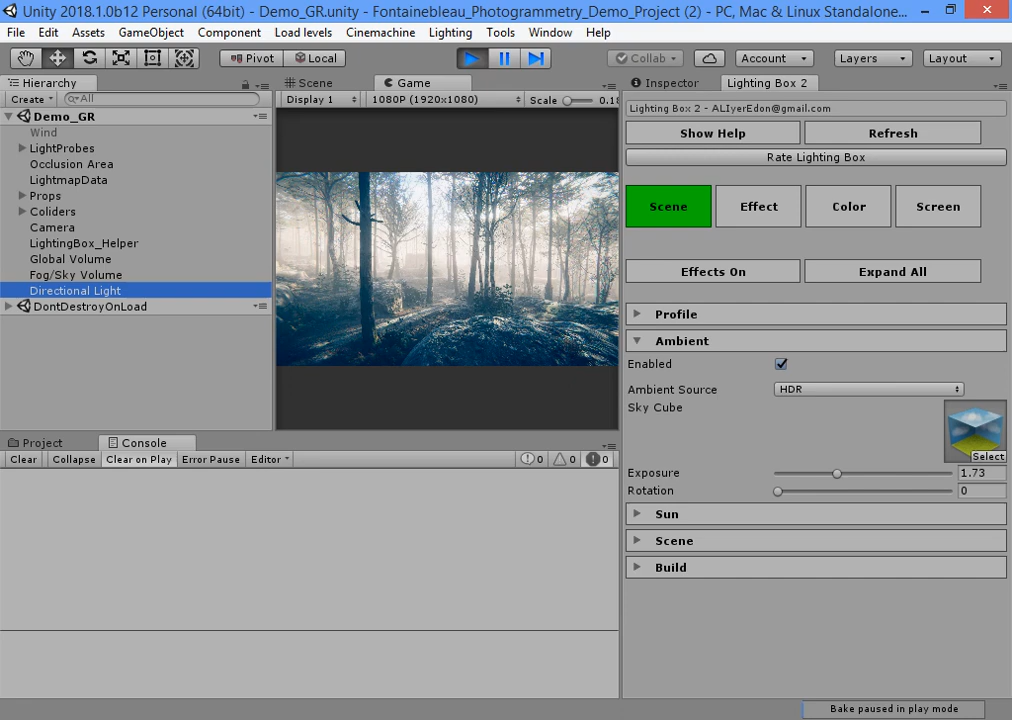 Unity 2018.1.0b12 Personal (64bit) - Demo_GR.unity - Fontainebleau_Photogrammetry_Demo_Project (2) - PC, Mac & Linux Standalone...
File Edit Assets GameObject Component Load levels Cinemachine Lighting Tools Window Help
Pivot Local Collab Account Layers Layout
Hierarchy Scene Game Inspector Lighting Box 2
Create All Display 1 1080P (1920x1080) Scale 0.18
Lighting Box 2 - ALIyerEdon@gmail.com
Demo_GR
Wind
LightProbes
Occlusion Area
LightmapData
Props
Coliders
Camera
LightingBox_Helper
Global Volume
Fog/Sky Volume
Directional Light
DontDestroyOnLoad
Show Help Refresh
Rate Lighting Box
Scene Effect Color Screen
Effects On Expand All
Profile
Ambient
Enabled
Ambient Source HDR
Sky Cube
Select
Exposure 1.73
Rotation 0
Sun
Scene
Build
Project Console
Clear Collapse Clear on Play Error Pause Editor 0 0 0
Bake paused in play mode